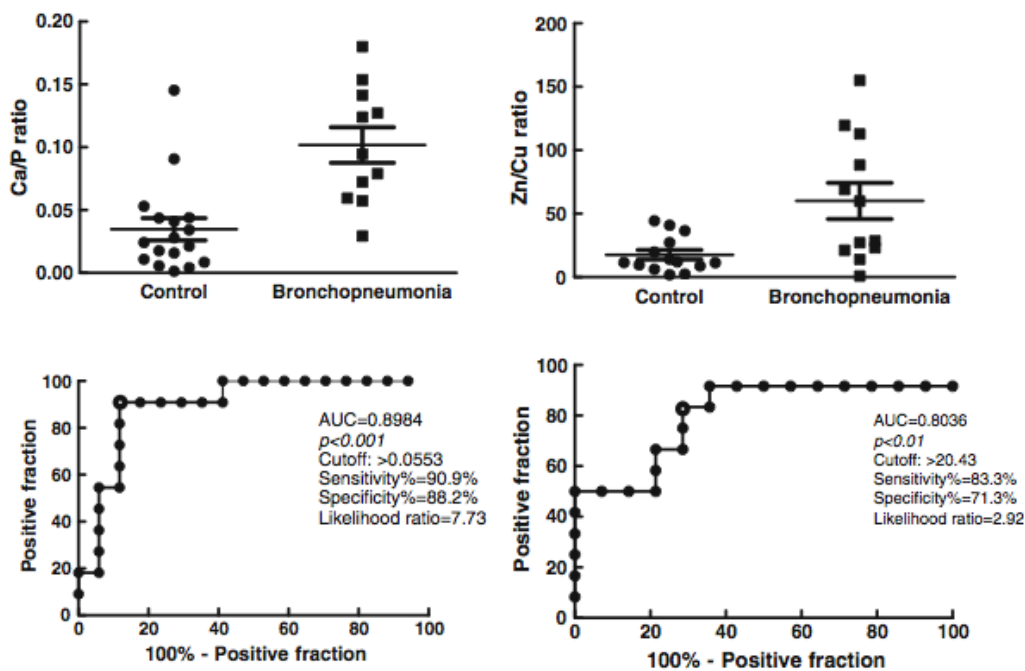 Ca/P ratio
0.20
0.15
0.10
0.05
0.00
Control
Bronchopneumonia
Zn/Cu ratio
200
150
100
50
0
Control
Bronchopneumonia
Positive fraction
100
80
60
40
20
0
0 20 40 60 80 100
100% - Positive fraction
AUC=0.8984
p<0.001
Cutoff: >0.0553
Sensitivity%=90.9%
Specificity%=88.2%
Likelihood ratio=7.73
Positive fraction
100
80
60
40
20
0
0 20 40 60 80 100
100% - Positive fraction
AUC=0.8036
p<0.01
Cutoff: >20.43
Sensitivity%=83.3%
Specificity%=71.3%
Likelihood ratio=2.92